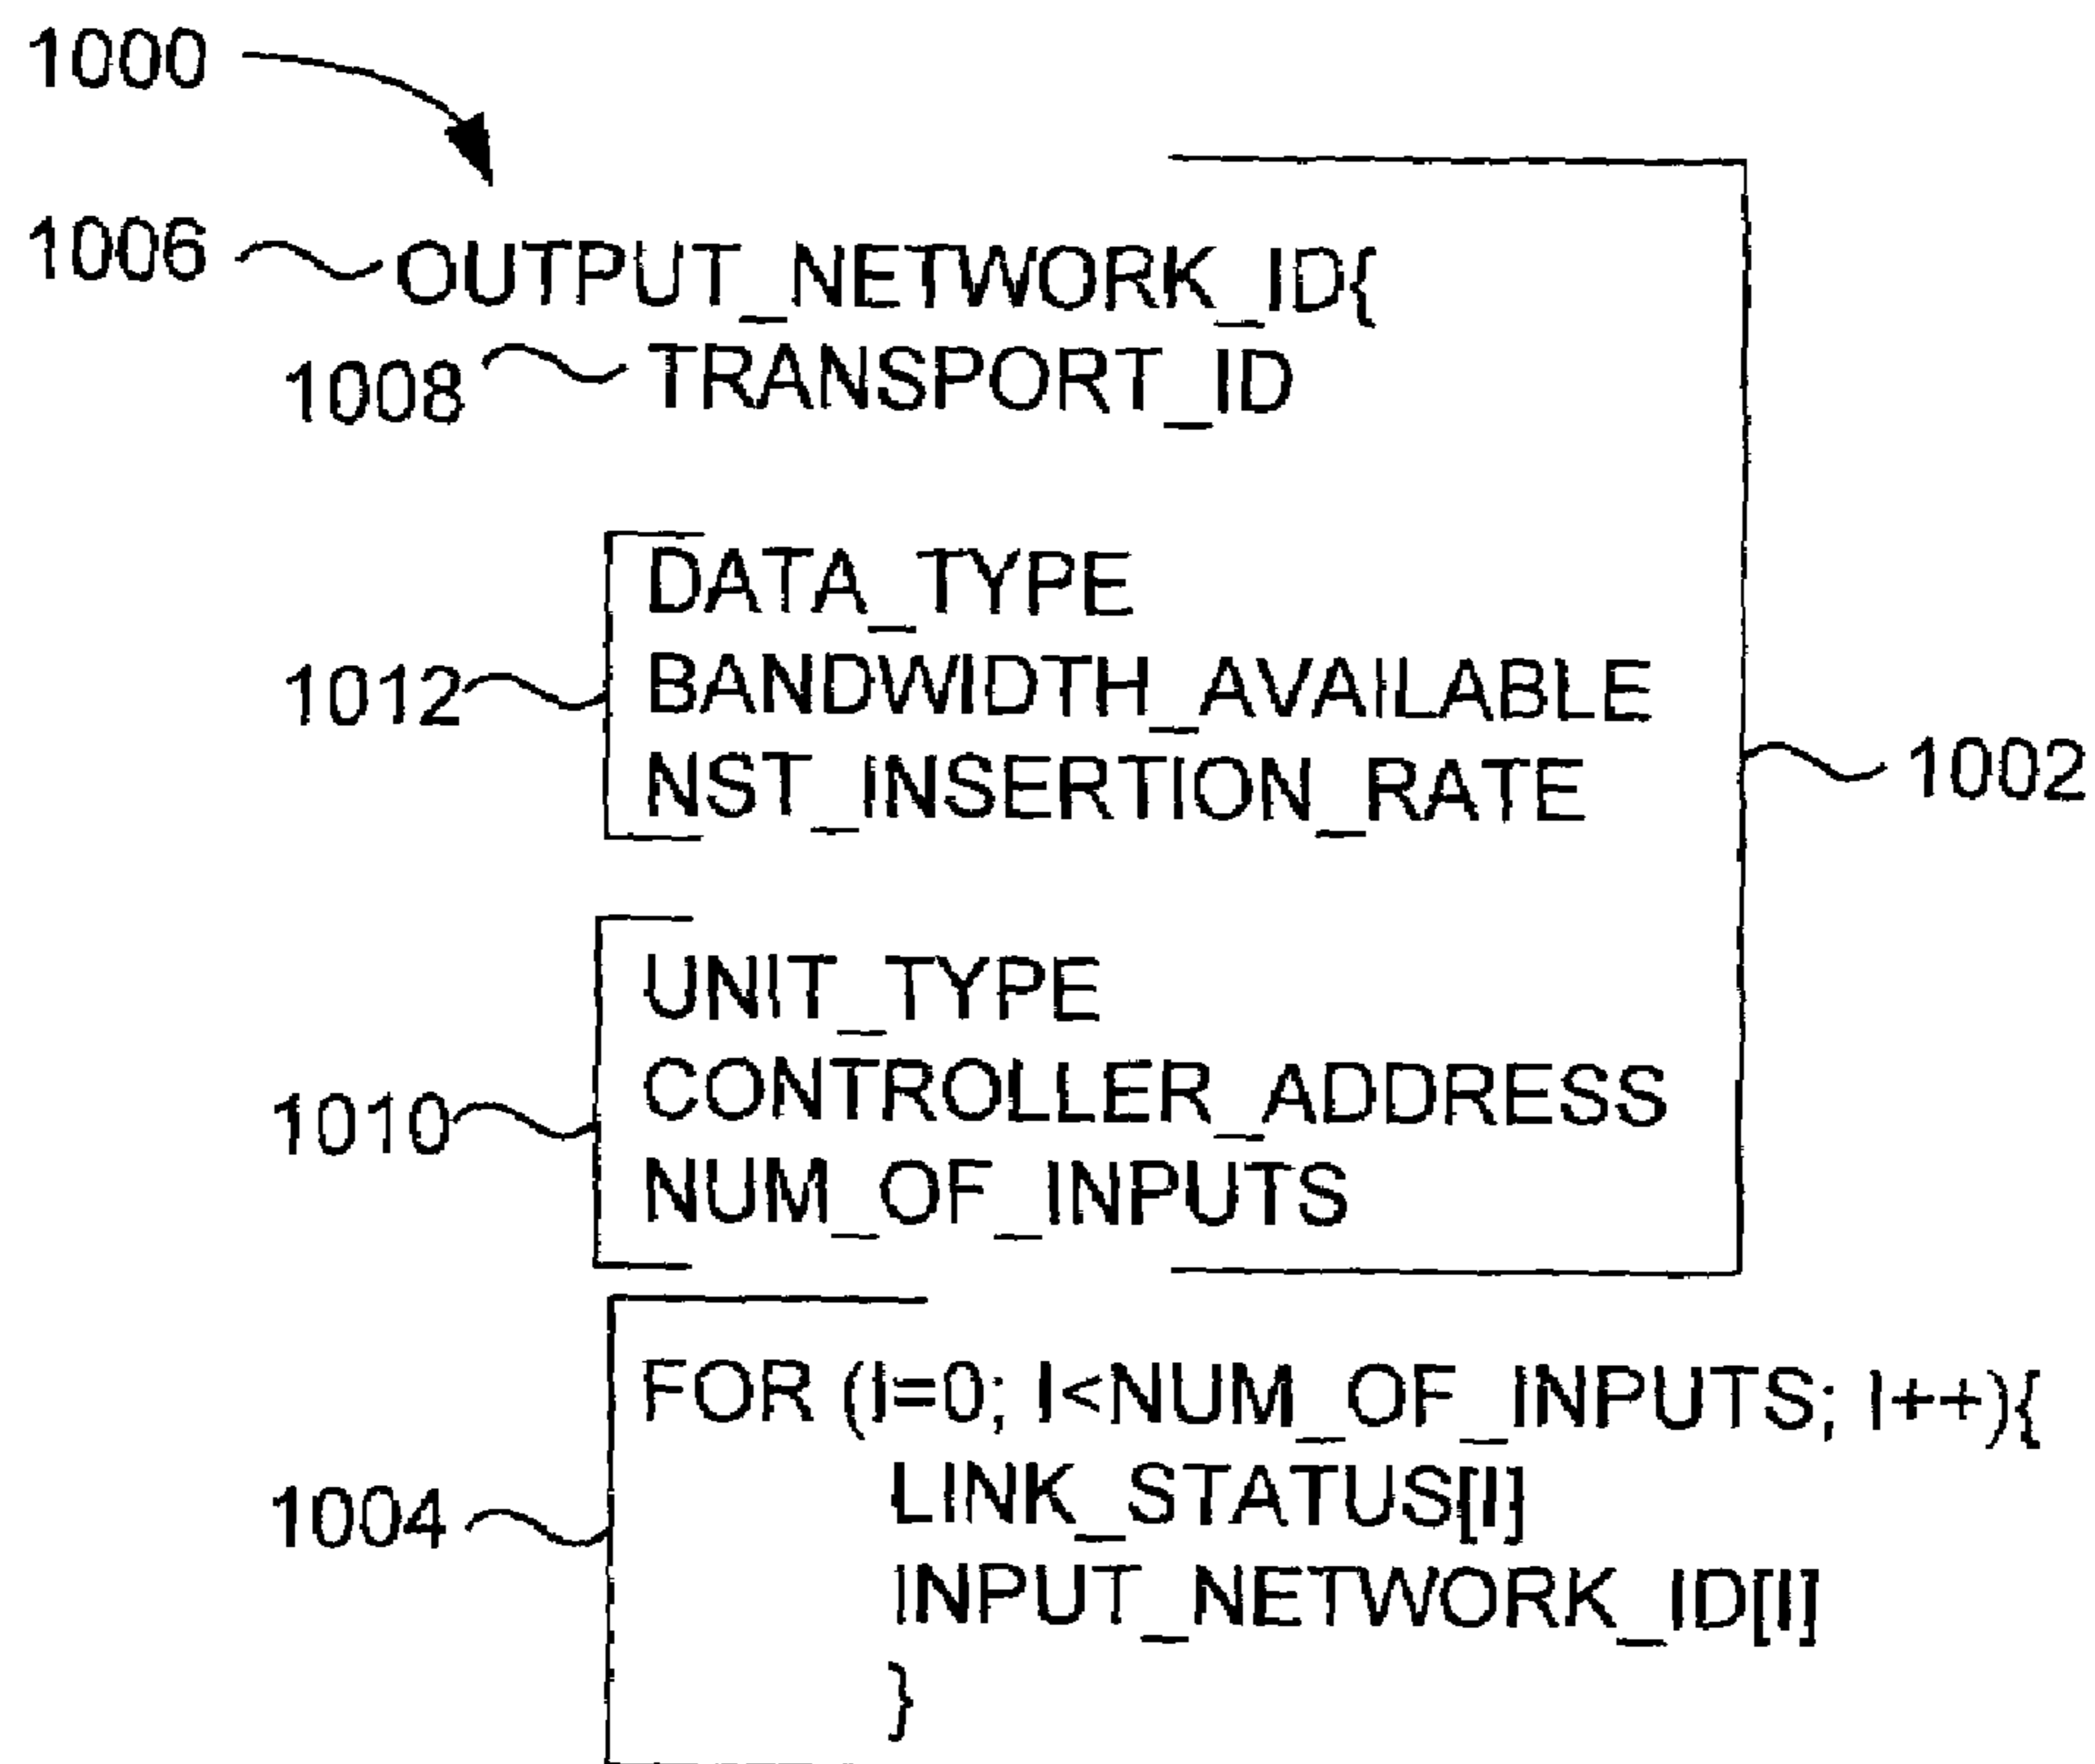 1000
1006 OUTPUT_NETWORK_ID{
1008 TRANSPORT_ID
DATA_TYPE
1012 BANDWIDTH_AVAILABLE
NST_INSERTION_RATE
1002
UNIT_TYPE
1010 CONTROLLER_ADDRESS
NUM_OF_INPUTS
FOR (I=0; I<NUM_OF_INPUTS; I++){
1004 LINK_STATUS[I]
INPUT_NETWORK_ID[I]
}